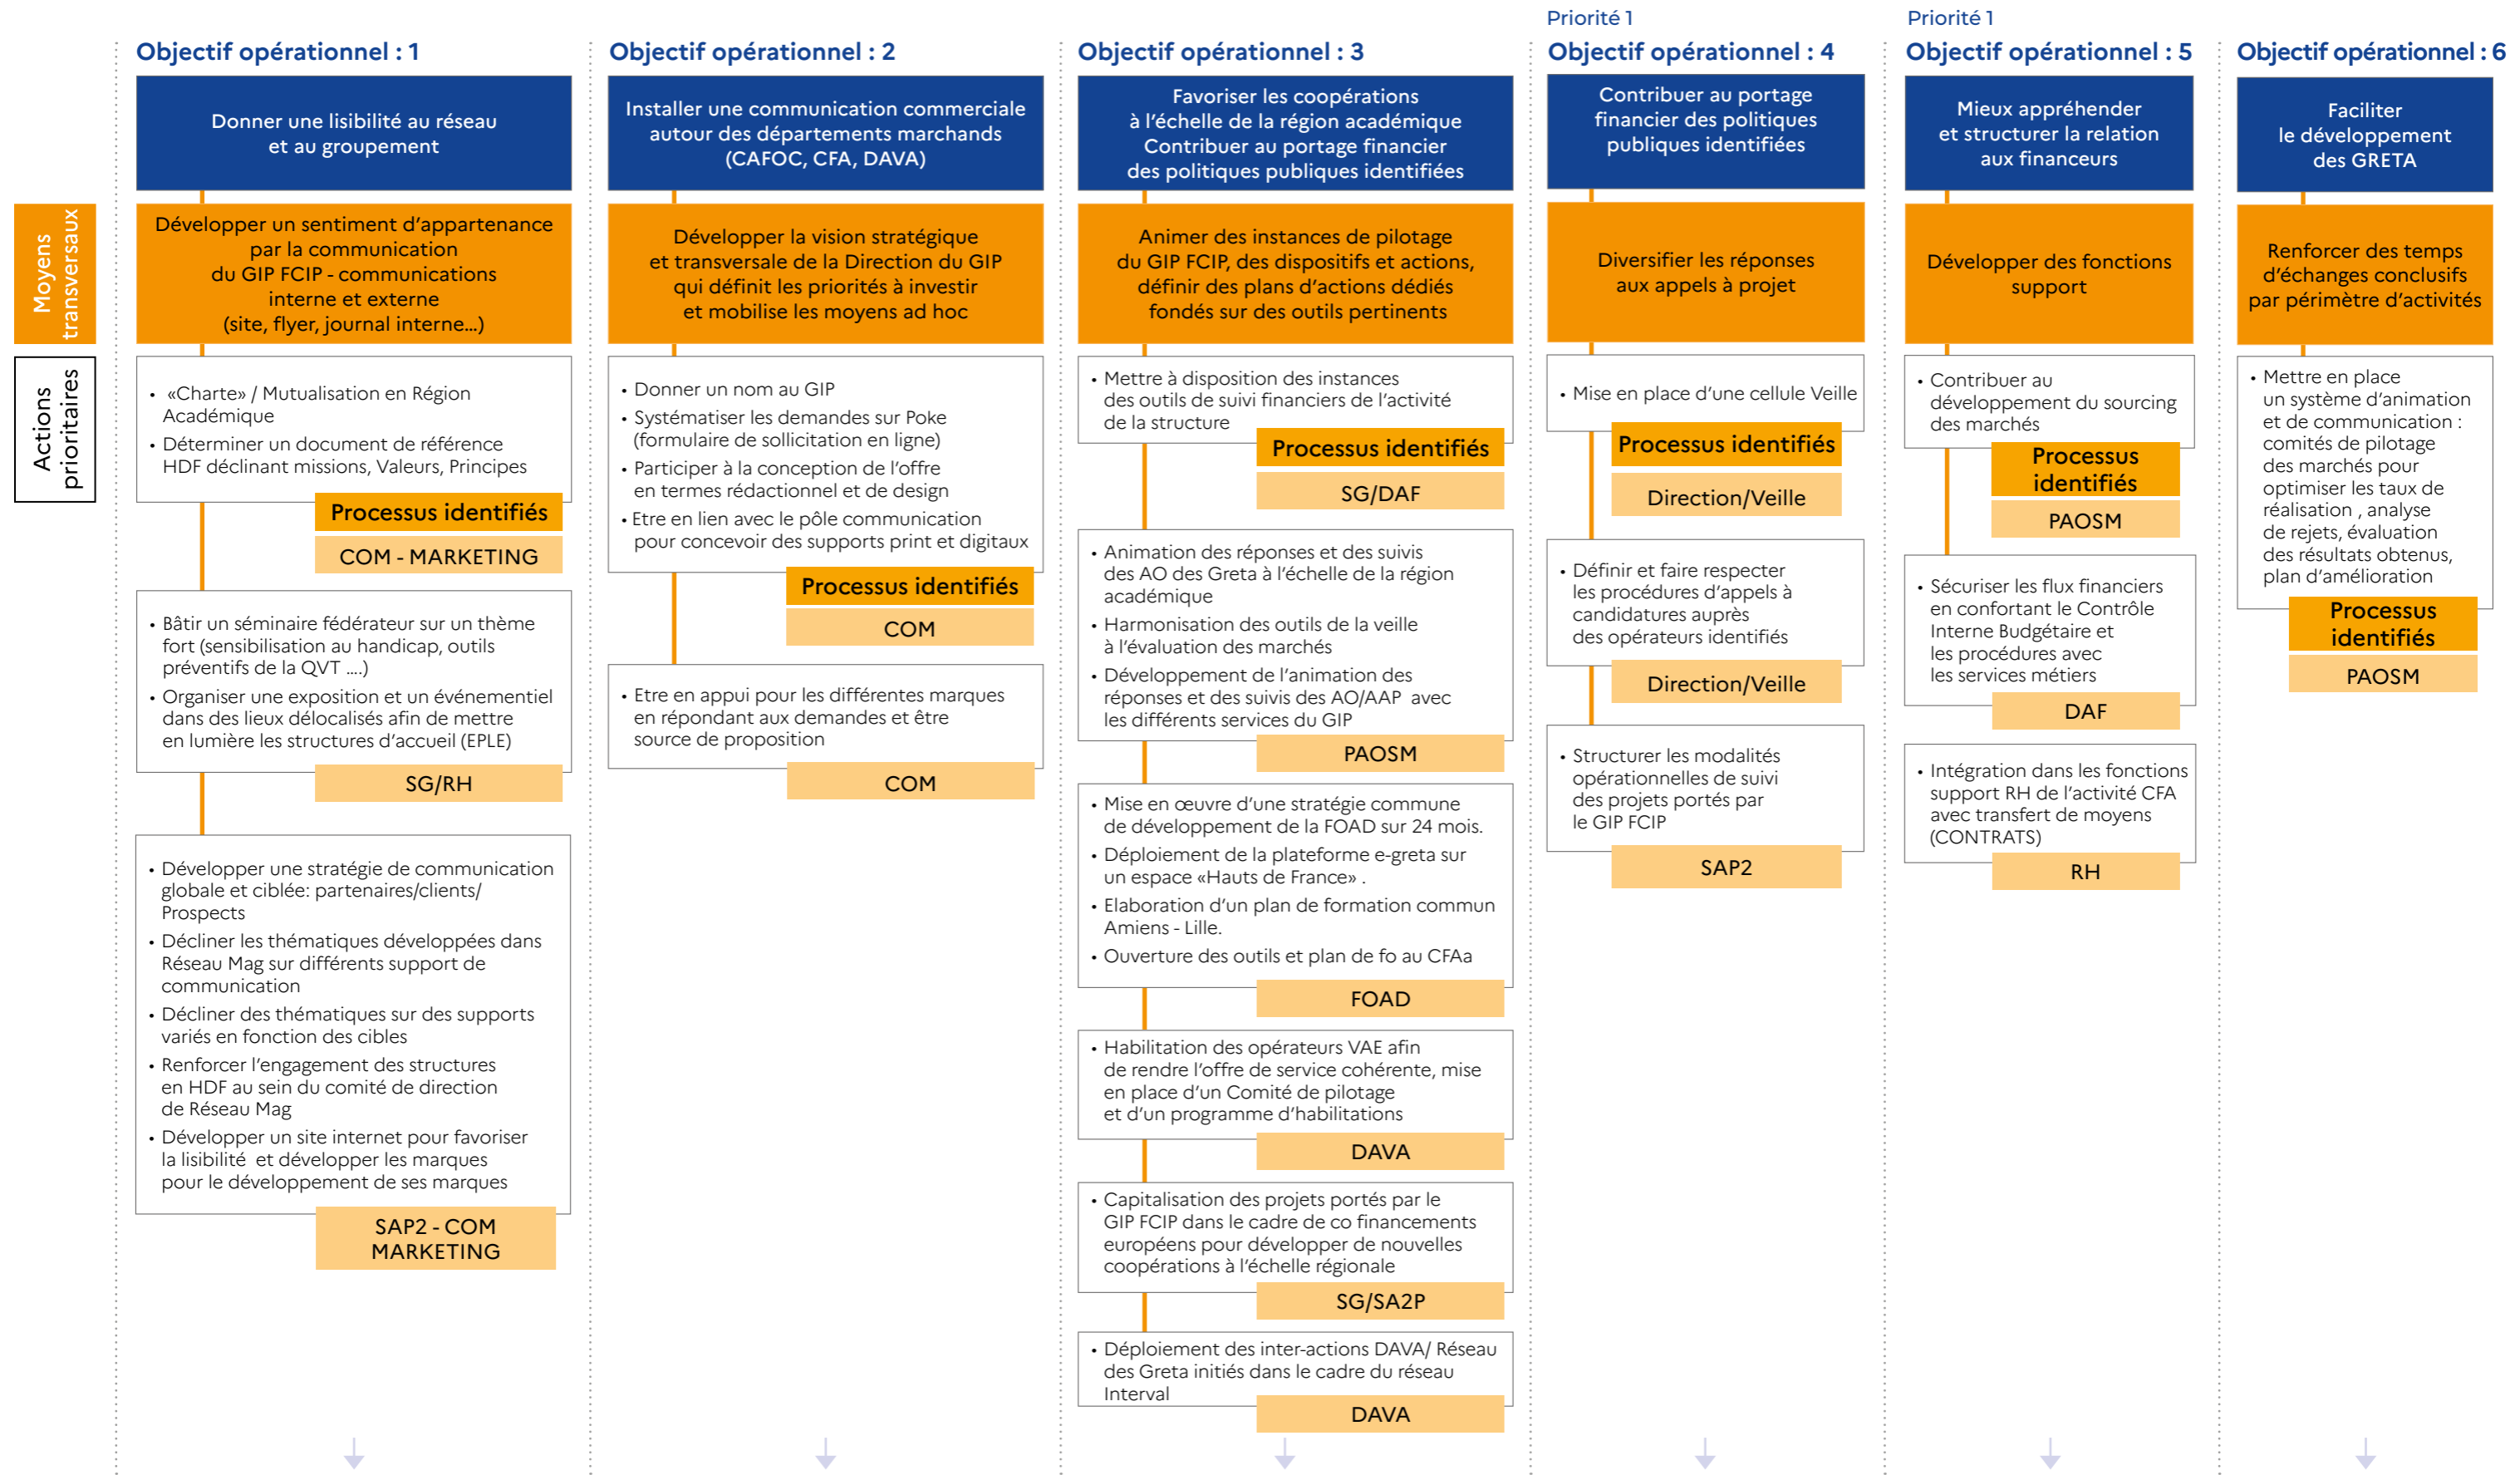 Moyens
transversaux
Actions
prioritaires
Objectif opérationnel : 1
Donner une lisibilité au réseau
et au groupement
Développer un sentiment d’appartenance
par la communication
du GIP FCIP - communications
interne et externe
(site, flyer, journal interne...)
• «Charte» / Mutualisation en Région
Académique
• Déterminer un document de référence
HDF déclinant missions, Valeurs, Principes
Processus identifiés
COM - MARKETING
• Bâtir un séminaire fédérateur sur un thème
fort (sensibilisation au handicap, outils
préventifs de la QVT ....)
• Organiser une exposition et un événementiel
dans des lieux délocalisés afin de mettre
en lumière les structures d’accueil (EPLE)
SG/RH
• Développer une stratégie de communication
globale et ciblée: partenaires/clients/
Prospects
• Décliner les thématiques développées dans
Réseau Mag sur différents support de
communication
• Décliner des thématiques sur des supports
variés en fonction des cibles
• Renforcer l’engagement des structures
en HDF au sein du comité de direction
de Réseau Mag
• Développer un site internet pour favoriser
la lisibilité et développer les marques
pour le développement de ses marques
SAP2 - COM
MARKETING
Objectif opérationnel : 2
Installer une communication commerciale
autour des départements marchands
(CAFOC, CFA, DAVA)
Développer la vision stratégique
et transversale de la Direction du GIP
qui définit les priorités à investir
et mobilise les moyens ad hoc
• Donner un nom au GIP
• Systématiser les demandes sur Poke
(formulaire de sollicitation en ligne)
• Participer à la conception de l’offre
en termes rédactionnel et de design
• Etre en lien avec le pôle communication
pour concevoir des supports print et digitaux
Processus identifiés
COM
• Etre en appui pour les différentes marques
en répondant aux demandes et être
source de proposition
COM
Objectif opérationnel : 3
Favoriser les coopérations
à l’échelle de la région académique
Contribuer au portage financier
des politiques publiques identifiées
Animer des instances de pilotage
du GIP FCIP, des dispositifs et actions,
définir des plans d’actions dédiés
fondés sur des outils pertinents
• Mettre à disposition des instances
des outils de suivi financiers de l’activité
de la structure
Processus identifiés
SG/DAF
• Animation des réponses et des suivis
des AO des Greta à l’échelle de la région
académique
• Harmonisation des outils de la veille
à l’évaluation des marchés
• Développement de l’animation des
réponses et des suivis des AO/AAP avec
les différents services du GIP
PAOSM
• Mise en œuvre d’une stratégie commune
de développement de la FOAD sur 24 mois.
• Déploiement de la plateforme e-greta sur
un espace «Hauts de France» .
• Elaboration d’un plan de formation commun
Amiens - Lille.
• Ouverture des outils et plan de fo au CFAa
FOAD
• Habilitation des opérateurs VAE afin
de rendre l’offre de service cohérente, mise
en place d’un Comité de pilotage
et d’un programme d’habilitations
DAVA
• Capitalisation des projets portés par le
GIP FCIP dans le cadre de co financements
européens pour développer de nouvelles
coopérations à l’échelle régionale
SG/SA2P
• Déploiement des inter-actions DAVA/ Réseau
des Greta initiés dans le cadre du réseau
Interval
DAVA
Priorité 1
Objectif opérationnel : 4
Contribuer au portage
financier des politiques
publiques identifiées
Diversifier les réponses
aux appels à projet
• Mise en place d’une cellule Veille
Processus identifiés
Direction/Veille
• Définir et faire respecter
les procédures d’appels à
candidatures auprès
des opérateurs identifiés
Direction/Veille
• Structurer les modalités
opérationnelles de suivi
des projets portés par
le GIP FCIP
SAP2
Priorité 1
Objectif opérationnel : 5
Mieux appréhender
et structurer la relation
aux financeurs
Développer des fonctions
support
• Contribuer au
développement du sourcing
des marchés
Processus
identifiés
PAOSM
• Sécuriser les flux financiers
en confortant le Contrôle
Interne Budgétaire et
les procédures avec
les services métiers
DAF
• Intégration dans les fonctions
support RH de l’activité CFA
avec transfert de moyens
(CONTRATS)
RH
Objectif opérationnel : 6
Faciliter
le développement
des GRETA
Renforcer des temps
d’échanges conclusifs
par périmètre d’activités
• Mettre en place
un système d’animation
et de communication :
comités de pilotage
des marchés pour
optimiser les taux de
réalisation , analyse
de rejets, évaluation
des résultats obtenus,
plan d’amélioration
Processus
identifiés
PAOSM